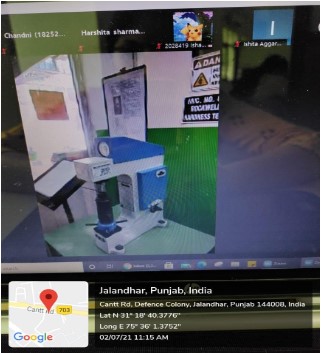 Chandni (18252...
Harshita sharma...
2028419 Isha...
Ishita Aggar...
I
DAN
M/C. NO. 8
ROCKWELL
HARDNESS TE
Cantt Rd
703
Google
Jalandhar, Punjab, India
Cantt Rd, Defence Colony, Jalandhar, Punjab 144008, India
Lat N 31° 18' 40.3776"
Long E 75° 36' 1.3752"
02/07/21 11:15 AM